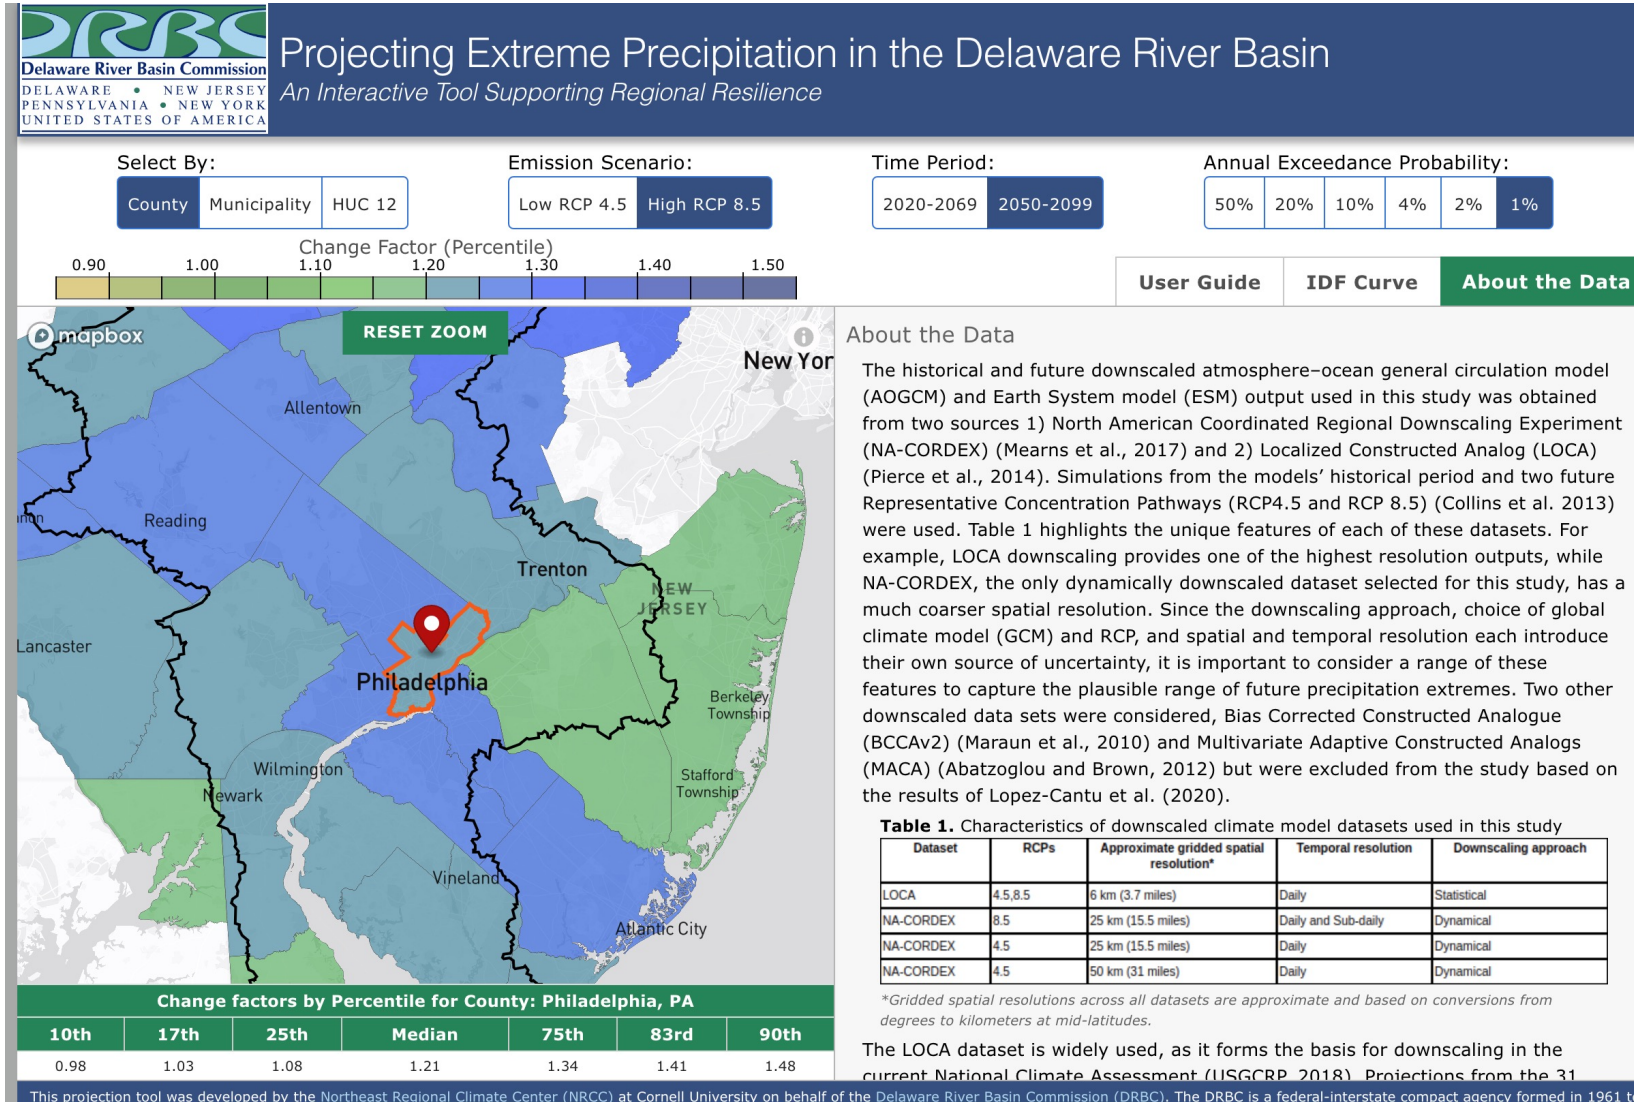 DRBC
Delaware River Basin Commission
DELAWARE • NEW JERSEY
PENNSYLVANIA • NEW YORK
UNITED STATES OF AMERICA
Projecting Extreme Precipitation in the Delaware River Basin
An Interactive Tool Supporting Regional Resilience
Select By:
County Municipality HUC 12
Emission Scenario:
Low RCP 4.5 High RCP 8.5
Time Period:
2020-2069 2050-2099
Annual Exceedance Probability:
50% 20% 10% 4% 2% 1%
Change Factor (Percentile)
0.90 1.00 1.10 1.20 1.30 1.40 1.50
User Guide IDF Curve About the Data
mapbox
RESET ZOOM
New Yor
Allentown
non
Reading
Trenton
NEW
JERSEY
Lancaster
Philadelphia
Berkeley
Township
Wilmington
Stafford
Township
Newark
Vineland
Atlantic City
Change factors by Percentile for County: Philadelphia, PA
10th 17th 25th Median 75th 83rd 90th
0.98 1.03 1.08 1.21 1.34 1.41 1.48
About the Data
The historical and future downscaled atmosphere–ocean general circulation model
(AOGCM) and Earth System model (ESM) output used in this study was obtained
from two sources 1) North American Coordinated Regional Downscaling Experiment
(NA-CORDEX) (Mearns et al., 2017) and 2) Localized Constructed Analog (LOCA)
(Pierce et al., 2014). Simulations from the models’ historical period and two future
Representative Concentration Pathways (RCP4.5 and RCP 8.5) (Collins et al. 2013)
were used. Table 1 highlights the unique features of each of these datasets. For
example, LOCA downscaling provides one of the highest resolution outputs, while
NA-CORDEX, the only dynamically downscaled dataset selected for this study, has a
much coarser spatial resolution. Since the downscaling approach, choice of global
climate model (GCM) and RCP, and spatial and temporal resolution each introduce
their own source of uncertainty, it is important to consider a range of these
features to capture the plausible range of future precipitation extremes. Two other
downscaled data sets were considered, Bias Corrected Constructed Analogue
(BCCAv2) (Maraun et al., 2010) and Multivariate Adaptive Constructed Analogs
(MACA) (Abatzoglou and Brown, 2012) but were excluded from the study based on
the results of Lopez-Cantu et al. (2020).
Table 1. Characteristics of downscaled climate model datasets used in this study
Dataset RCPs Approximate gridded spatial resolution* Temporal resolution Downscaling approach
LOCA 4.5,8.5 6 km (3.7 miles) Daily Statistical
NA-CORDEX 8.5 25 km (15.5 miles) Daily and Sub-daily Dynamical
NA-CORDEX 4.5 25 km (15.5 miles) Daily Dynamical
NA-CORDEX 4.5 50 km (31 miles) Daily Dynamical
*Gridded spatial resolutions across all datasets are approximate and based on conversions from
degrees to kilometers at mid-latitudes.
The LOCA dataset is widely used, as it forms the basis for downscaling in the
current National Climate Assessment (USGCRP, 2018). Projections from the 31
This projection tool was developed by the Northeast Regional Climate Center (NRCC) at Cornell University on behalf of the Delaware River Basin Commission (DRBC). The DRBC is a federal-interstate compact agency formed in 1961 t